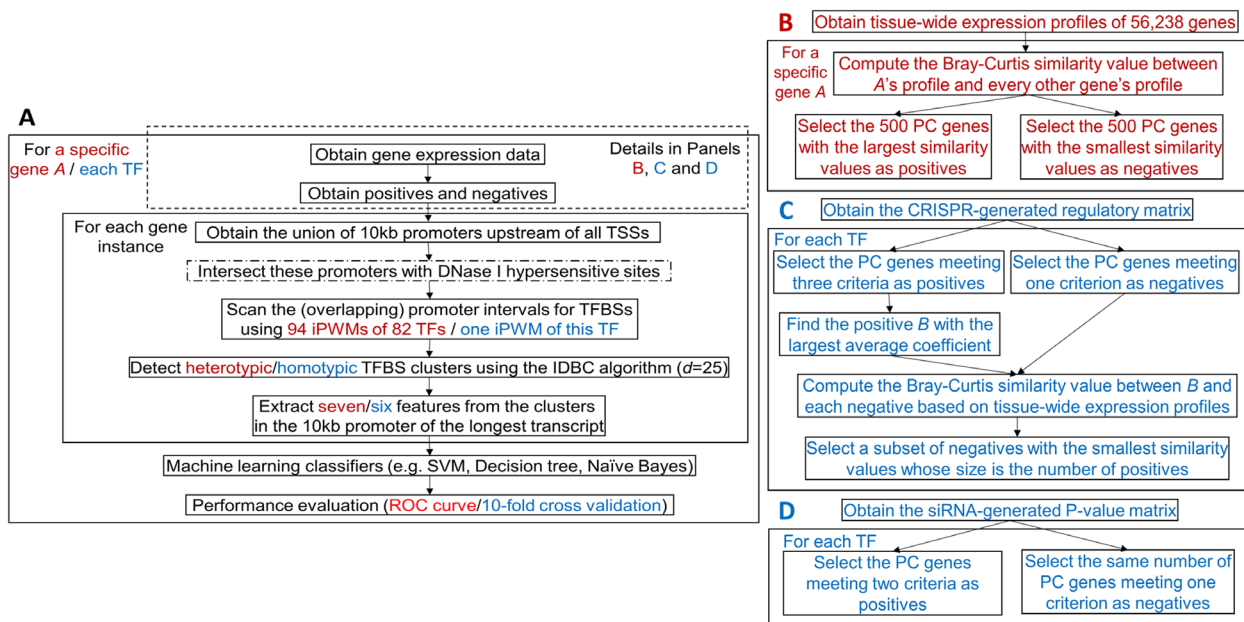 A
For a specific
gene A / each TF
Obtain gene expression data
Details in Panels
B, C and D
Obtain positives and negatives
For each gene
instance
Obtain the union of 10kb promoters upstream of all TSSs
Intersect these promoters with DNase I hypersensitive sites
Scan the (overlapping) promoter intervals for TFBSs
using 94 iPWMs of 82 TFs / one iPWM of this TF
Detect heterotypic/homotypic TFBS clusters using the IDBC algorithm (d=25)
Extract seven/six features from the clusters
in the 10kb promoter of the longest transcript
Machine learning classifiers (e.g. SVM, Decision tree, Naïve Bayes)
Performance evaluation (ROC curve/10-fold cross validation)
B
Obtain tissue-wide expression profiles of 56,238 genes
For a
specific
gene A
Compute the Bray-Curtis similarity value between
A's profile and every other gene's profile
Select the 500 PC genes
with the largest similarity
values as positives
Select the 500 PC genes
with the smallest similarity
values as negatives
C
Obtain the CRISPR-generated regulatory matrix
For each TF
Select the PC genes meeting
three criteria as positives
Select the PC genes meeting
one criterion as negatives
Find the positive B with the
largest average coefficient
Compute the Bray-Curtis similarity value between B and
each negative based on tissue-wide expression profiles
Select a subset of negatives with the smallest similarity
values whose size is the number of positives
D
Obtain the siRNA-generated P-value matrix
For each TF
Select the PC genes
meeting two criteria as
positives
Select the same number of
PC genes meeting one
criterion as negatives